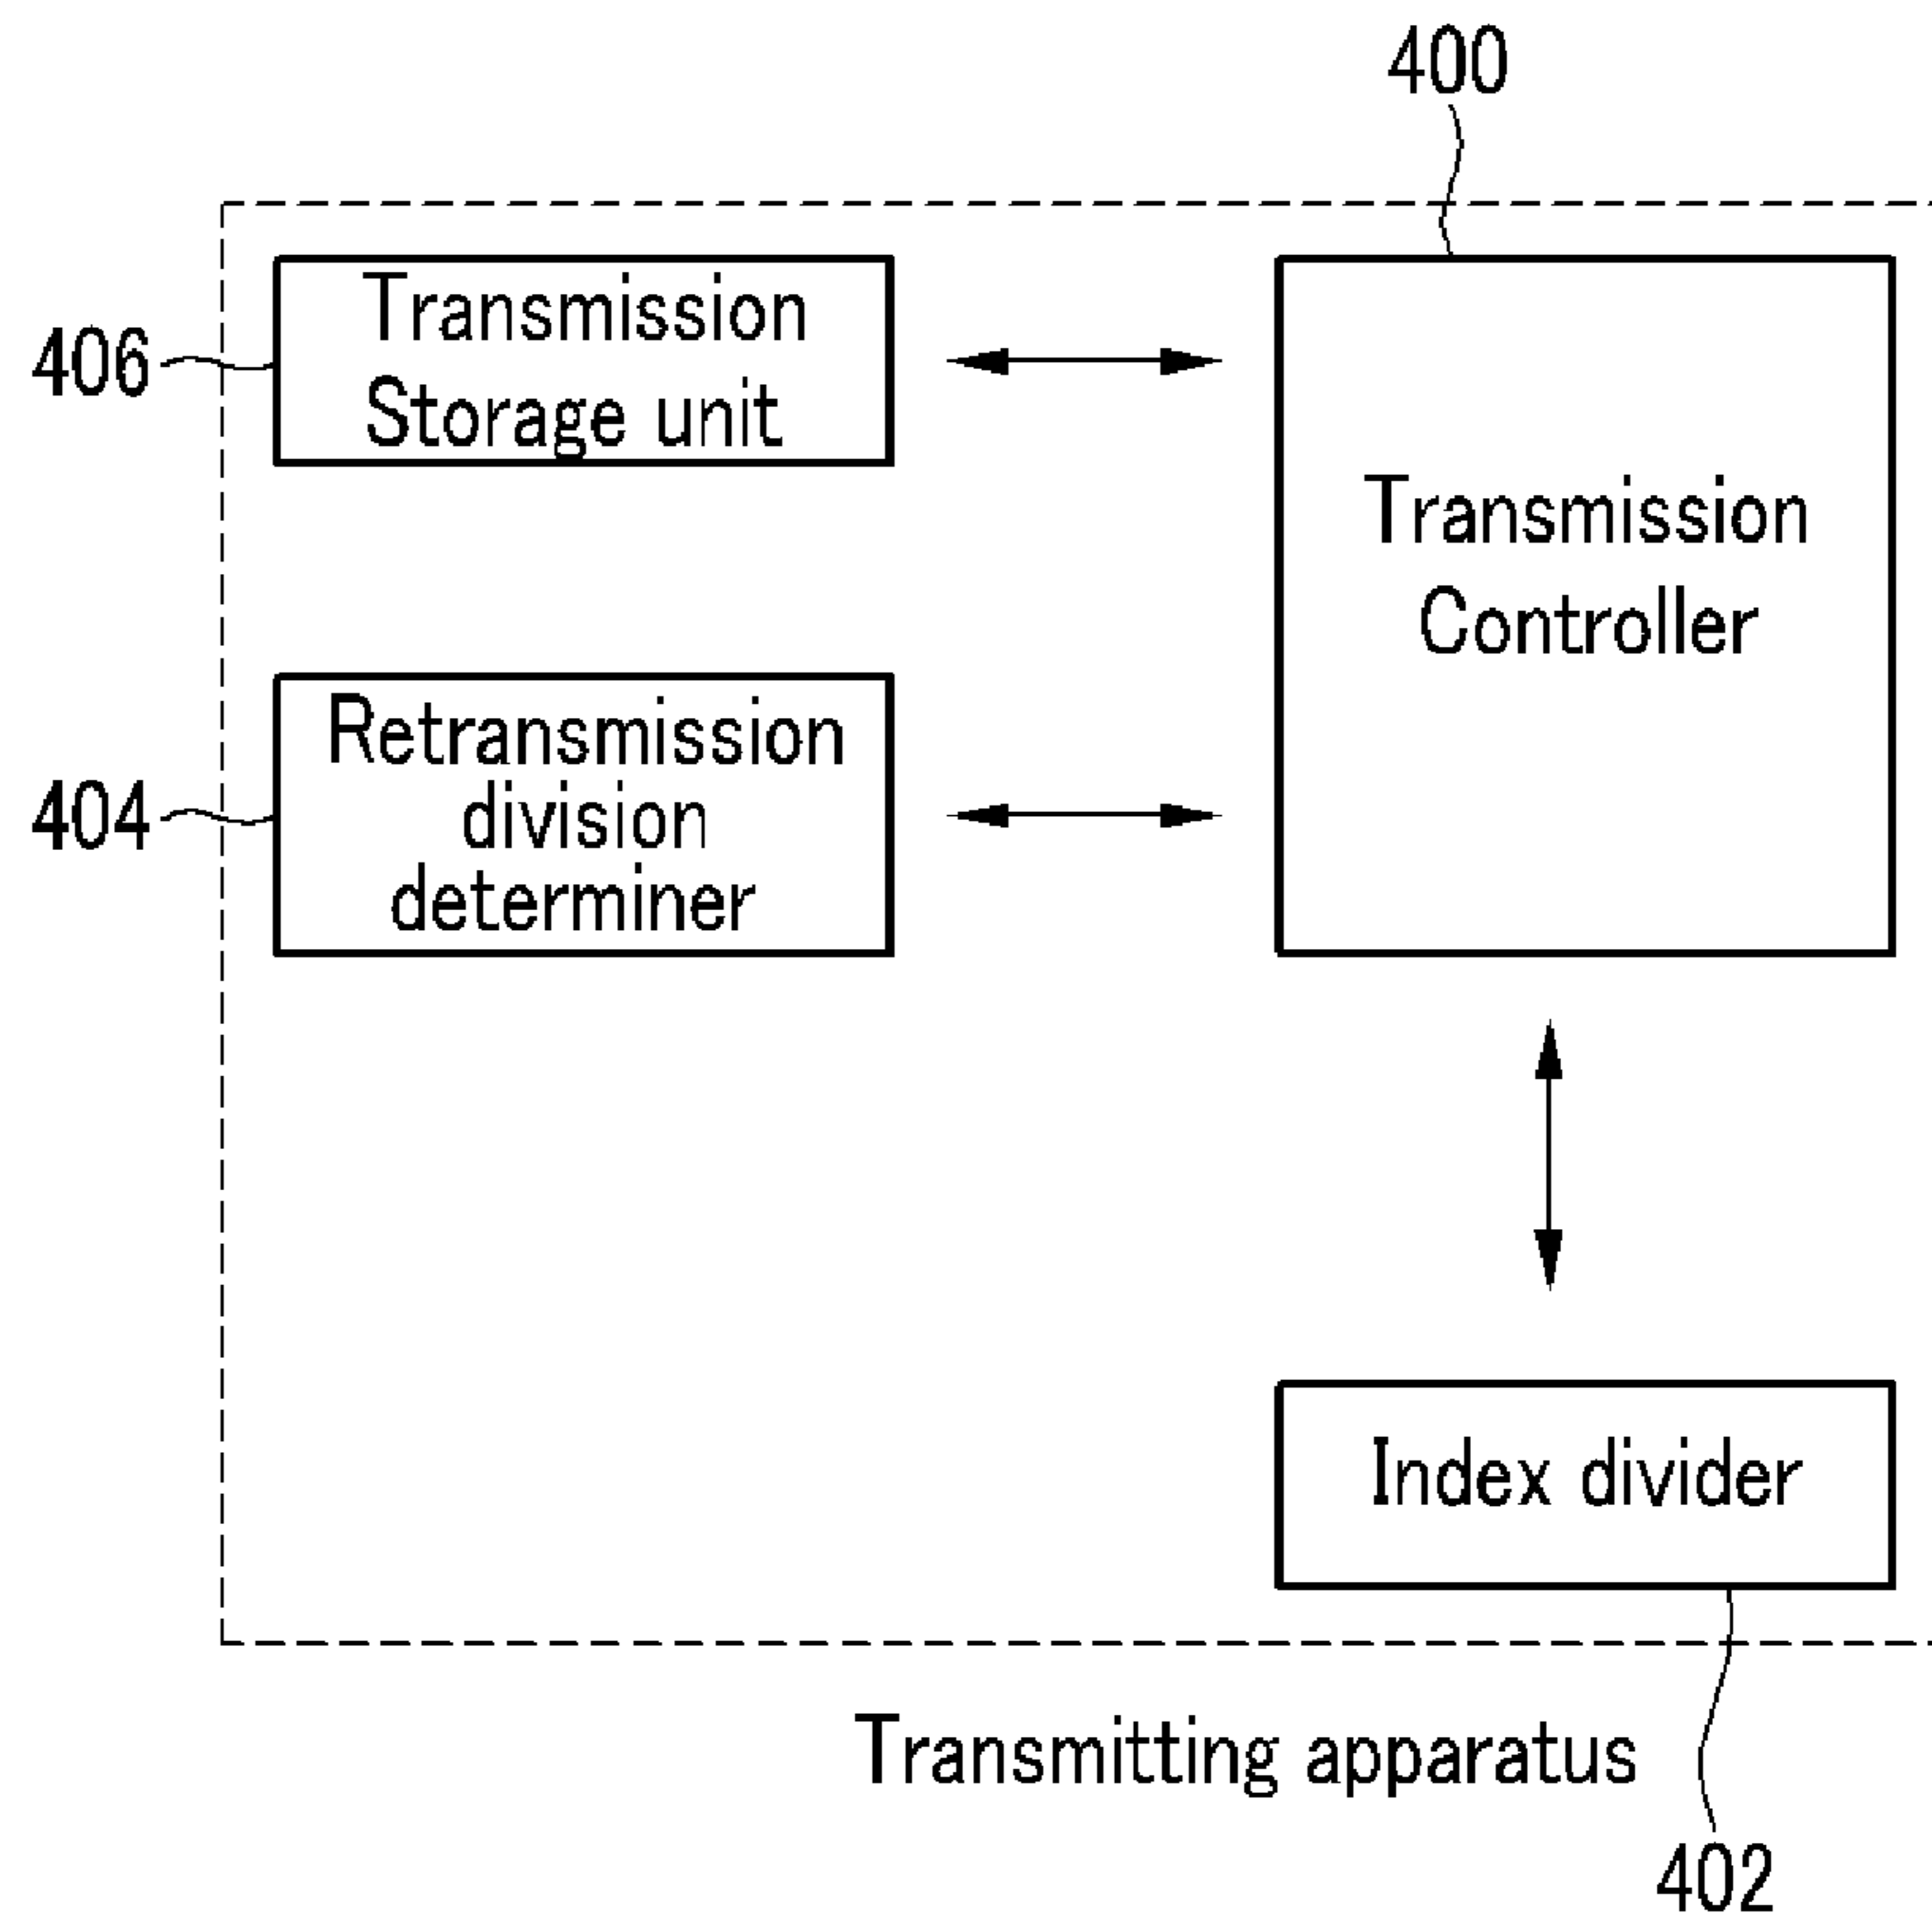 400
406
Transmission
Storage unit
Transmission
Controller
404
Retransmission
division
determiner
Index divider
Transmitting apparatus
402